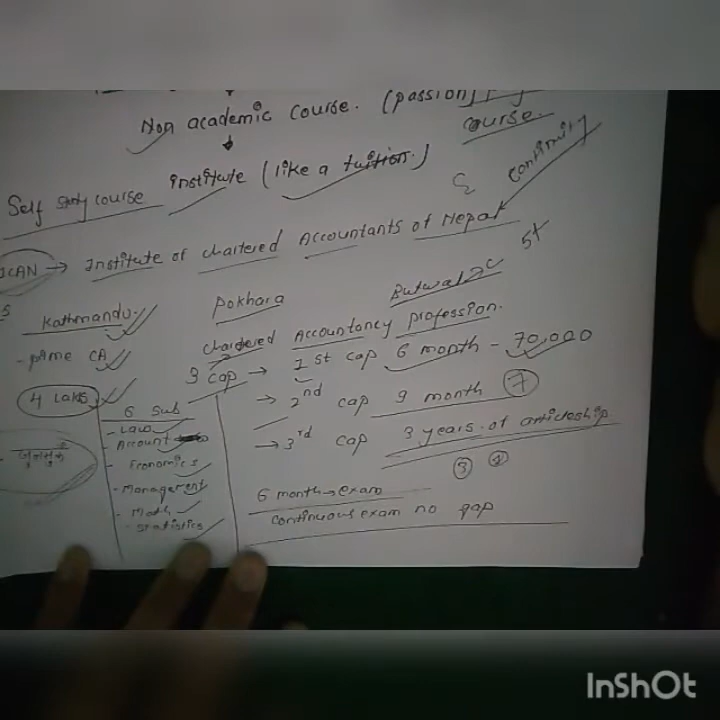 Non academic course. (passion)
course.
Self study course institute (like a tuition.)
& continuity
ICAN → Institute of chartered Accountants of Nepal
5x
Kathmandu. Pokhara Butwal
chartered Accountancy profession.
- prime CA
3 cap → 1st cap 6 month - 70,000
4 Lakhs
→ 2nd cap 9 month 7
→ 3rd cap 3 years of articleship
6 sub
- Law
- Account
- Economics
- Management
- Math
- Statistics
3
6 month → exam
continuous exam no gap
InShOt